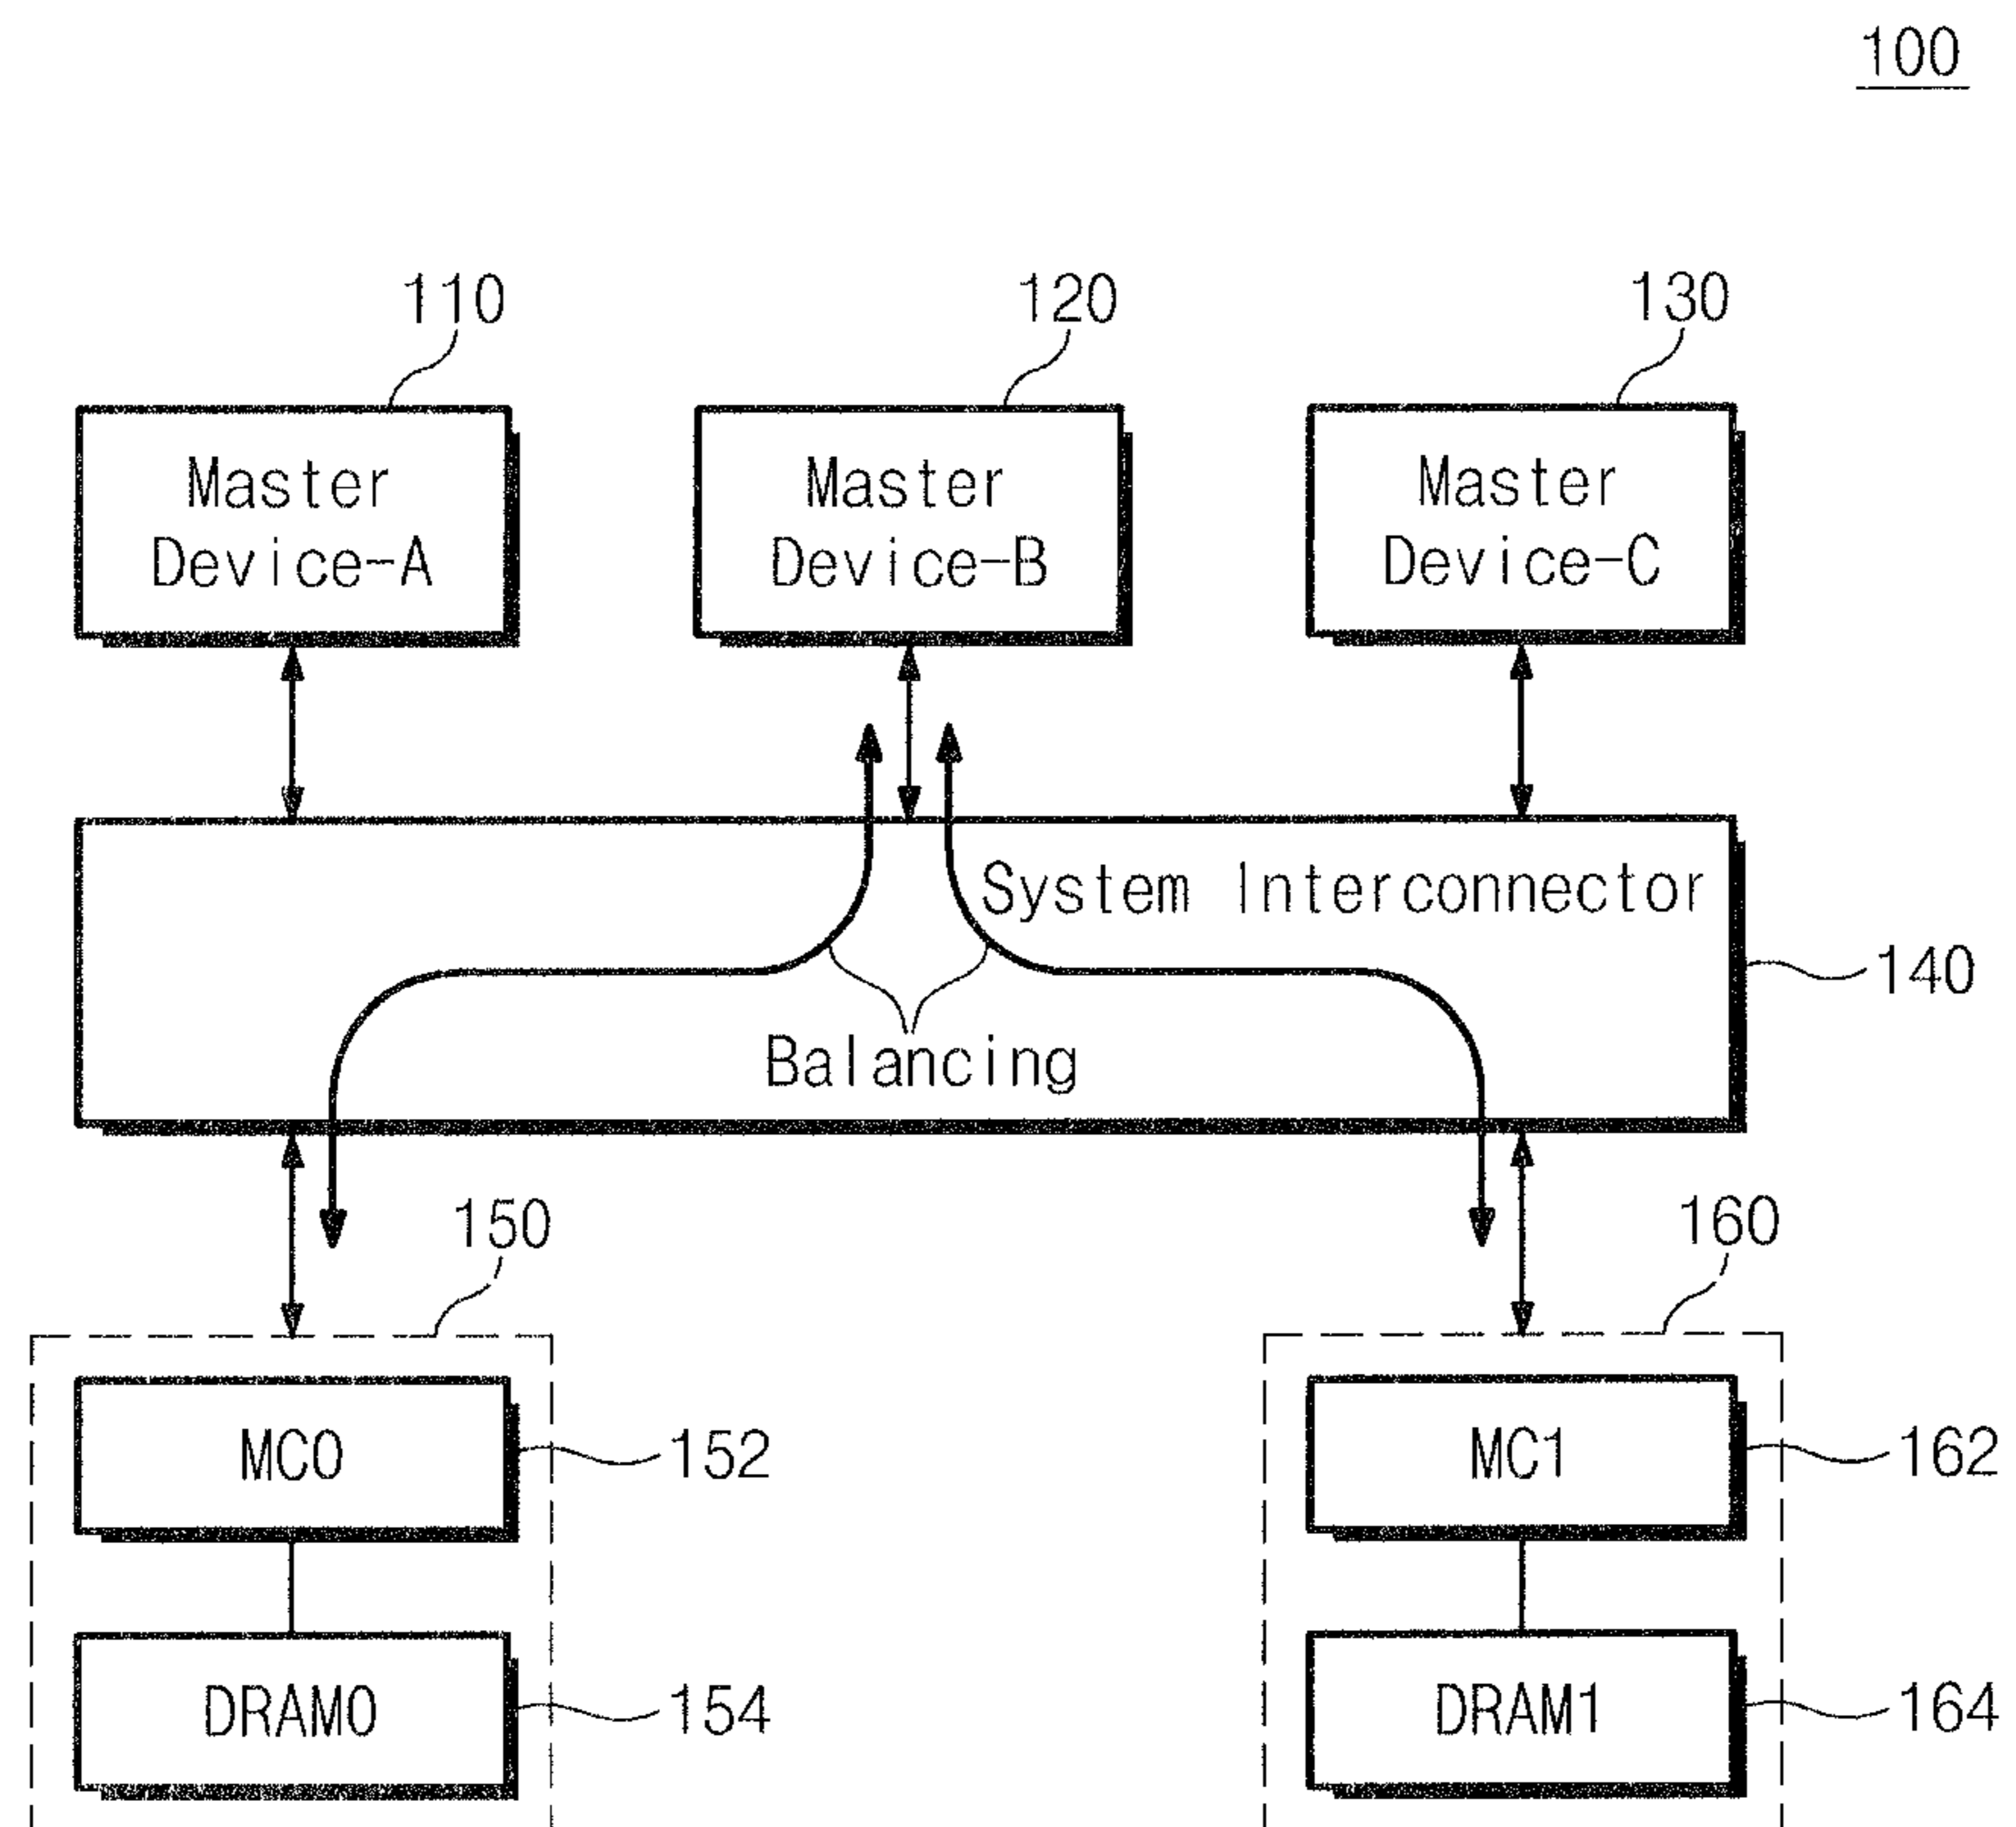 100
110
120
130
Master
Device-A
Master
Device-B
Master
Device-C
System Interconnector
140
Balancing
150
160
MC0
152
MC1
162
DRAM0
154
DRAM1
164